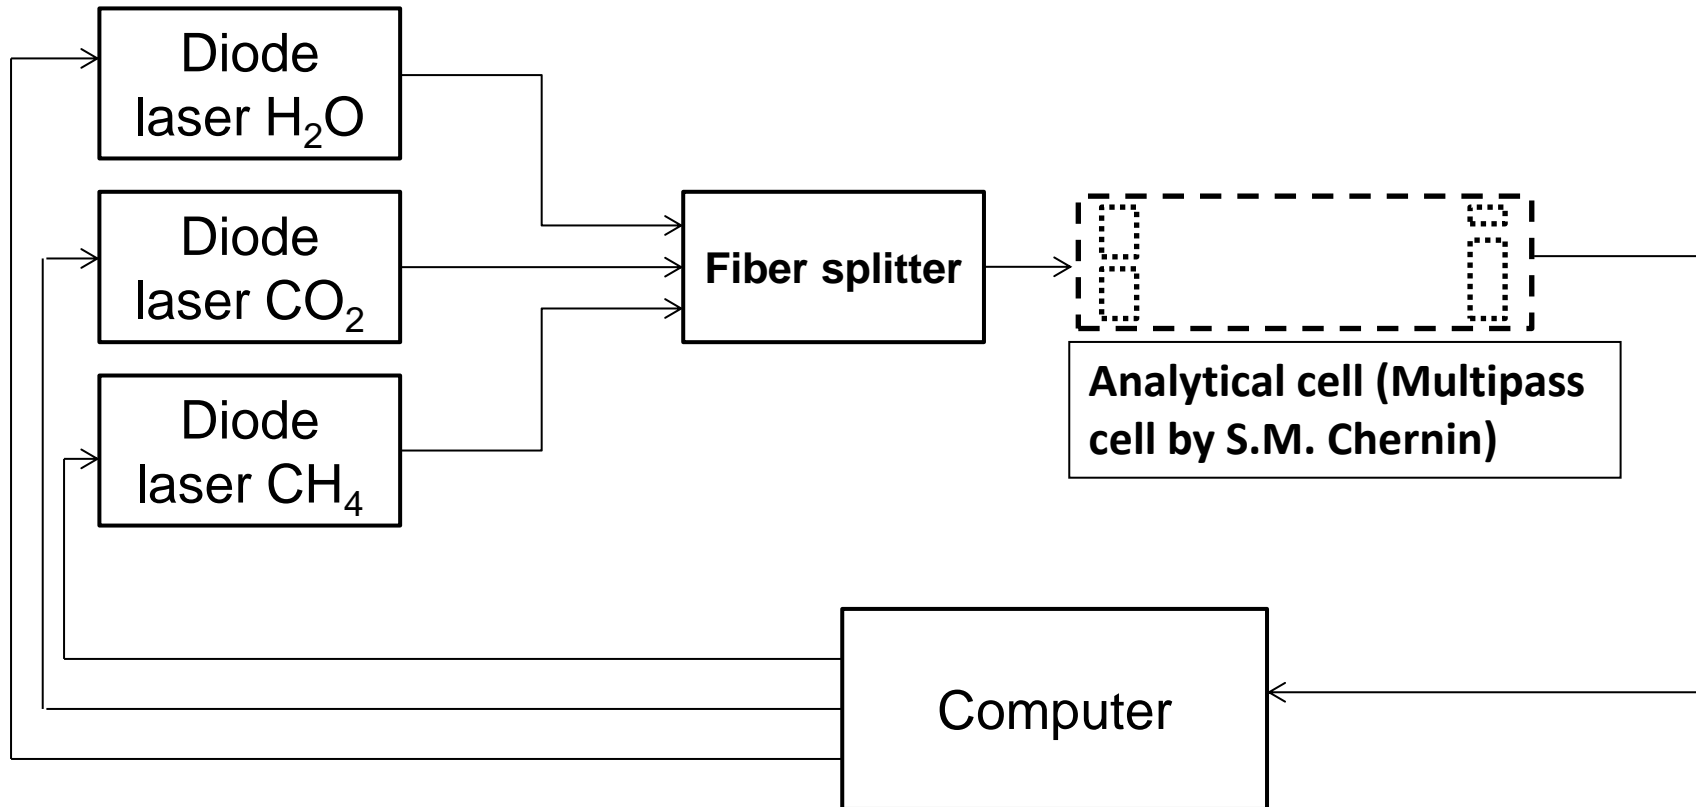 Diode
laser H₂O
Diode
laser CO₂
Diode
laser CH₄
Fiber splitter
Analytical cell (Multipass
cell by S.M. Chernin)
Computer